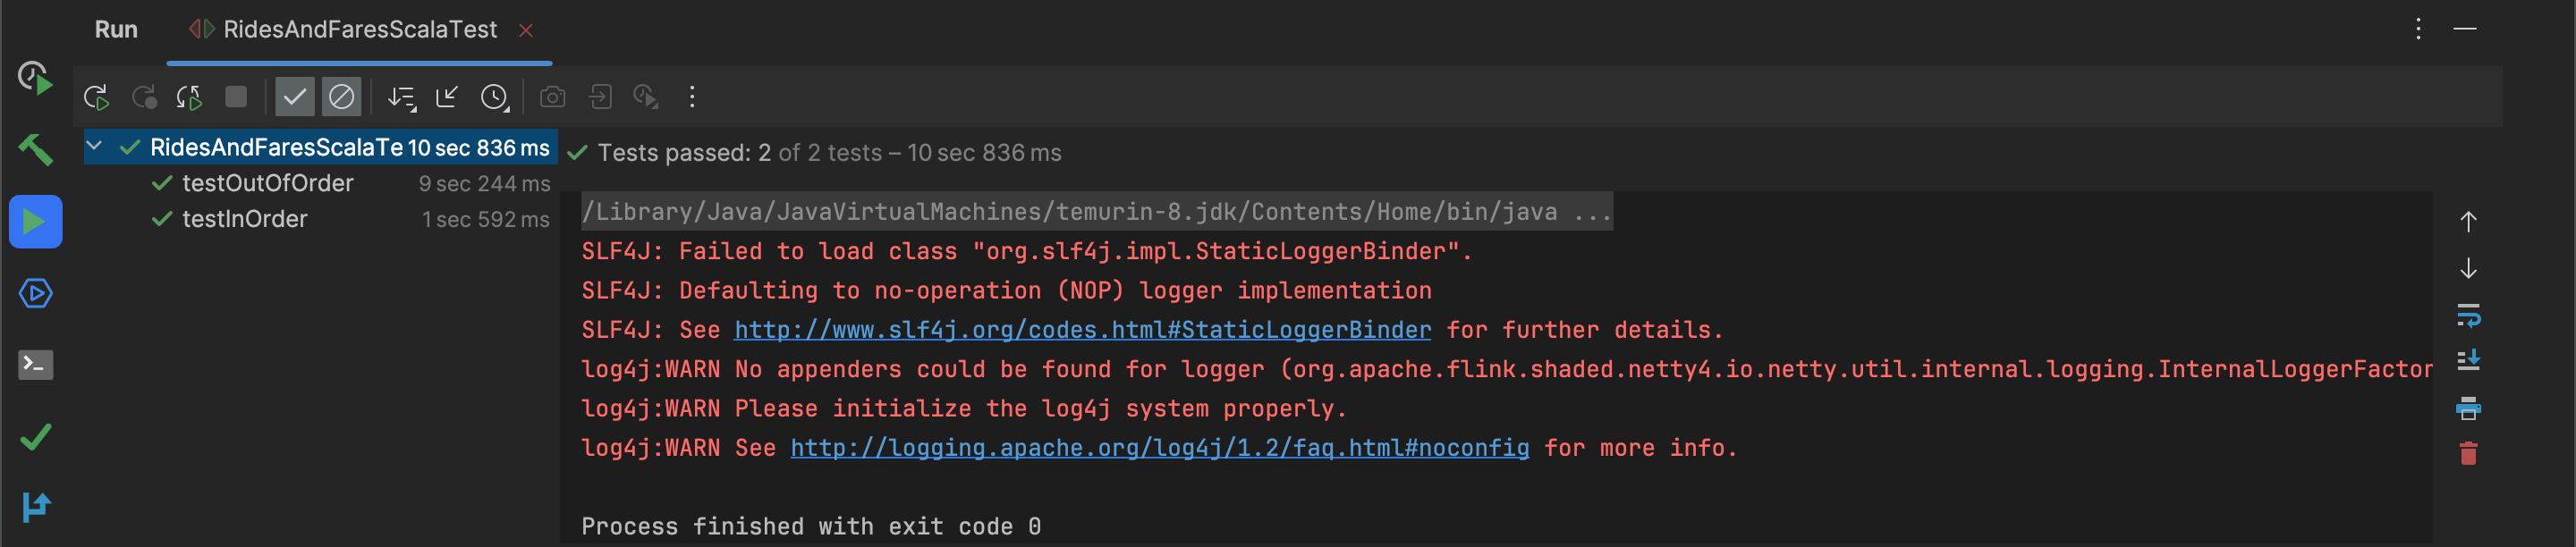 Run RidesAndFaresScalaTest
RidesAndFaresScalaTe 10 sec 836 ms
testOutOfOrder 9 sec 244 ms
testInOrder 1 sec 592 ms
Tests passed: 2 of 2 tests – 10 sec 836 ms
/Library/Java/JavaVirtualMachines/temurin-8.jdk/Contents/Home/bin/java ...
SLF4J: Failed to load class "org.slf4j.impl.StaticLoggerBinder".
SLF4J: Defaulting to no-operation (NOP) logger implementation
SLF4J: See http://www.slf4j.org/codes.html#StaticLoggerBinder for further details.
log4j:WARN No appenders could be found for logger (org.apache.flink.shaded.netty4.io.netty.util.internal.logging.InternalLoggerFactor
log4j:WARN Please initialize the log4j system properly.
log4j:WARN See http://logging.apache.org/log4j/1.2/faq.html#noconfig for more info.
Process finished with exit code 0